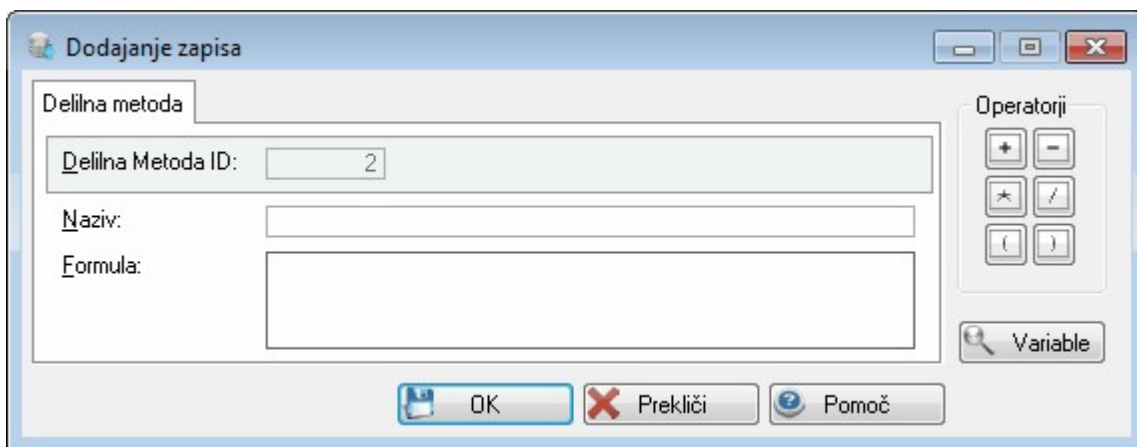 Dodajanje zapisa
Delilna metoda
Delilna Metoda ID: 2
Naziv:
Formula:
Operatorji
+ -
* /
( )
Variable
OK Prekliči Pomoč